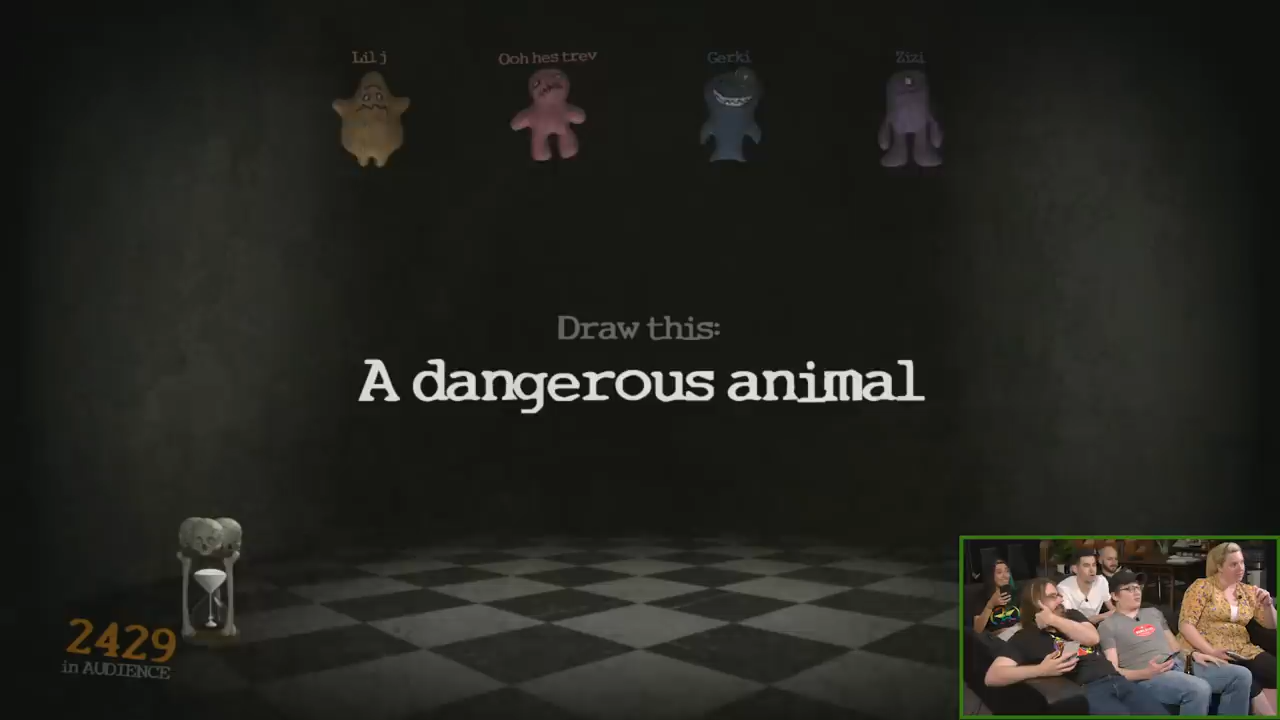 Lil j
Ooh hes trev
Gerki
Zizi
Draw this:
A dangerous animal
2429
in AUDIENCE